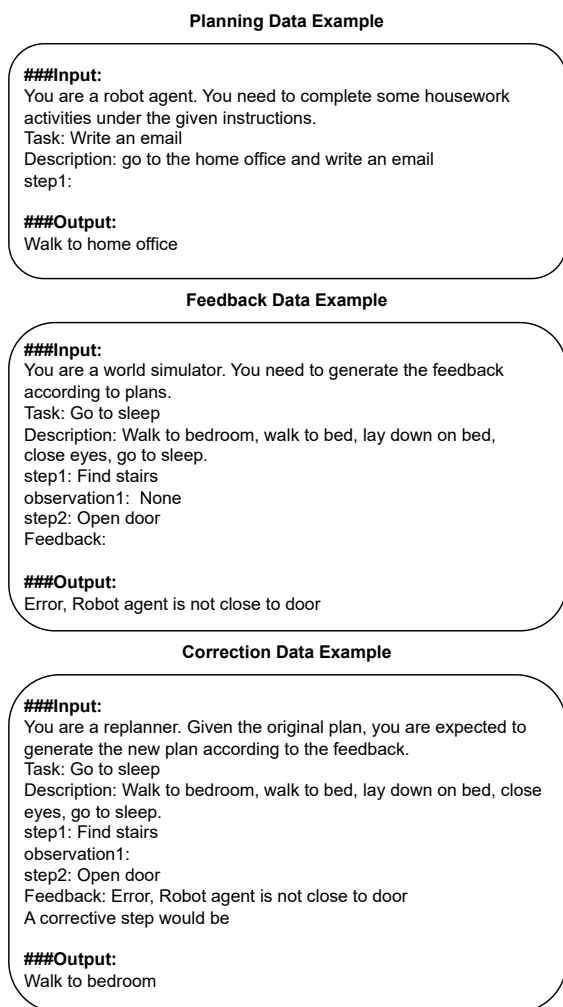 Planning Data Example
###Input:
You are a robot agent. You need to complete some housework
activities under the given instructions.
Task: Write an email
Description: go to the home office and write an email
step1:
###Output:
Walk to home office
Feedback Data Example
###Input:
You are a world simulator. You need to generate the feedback
according to plans.
Task: Go to sleep
Description: Walk to bedroom, walk to bed, lay down on bed,
close eyes, go to sleep.
step1: Find stairs
observation1:  None
step2: Open door
Feedback:
###Output:
Error, Robot agent is not close to door
Correction Data Example
###Input:
You are a replanner. Given the original plan, you are expected to
generate the new plan according to the feedback.
Task: Go to sleep
Description: Walk to bedroom, walk to bed, lay down on bed, close
eyes, go to sleep.
step1: Find stairs
observation1:
step2: Open door
Feedback: Error, Robot agent is not close to door
A corrective step would be
###Output:
Walk to bedroom